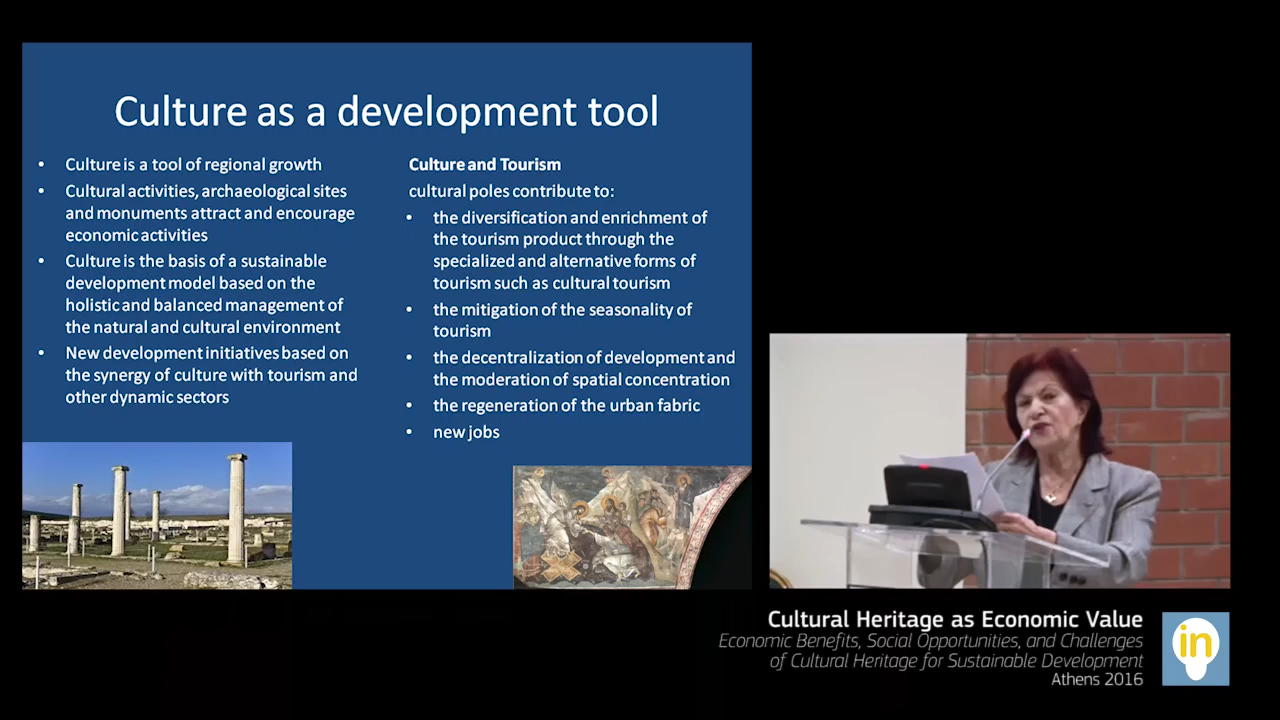 Culture as a development tool
• Culture is a tool of regional growth
• Cultural activities, archaeological sites
and monuments attract and encourage
economic activities
• Culture is the basis of a sustainable
development model based on the
holistic and balanced management of
the natural and cultural environment
• New development initiatives based on
the synergy of culture with tourism and
other dynamic sectors
Culture and Tourism
cultural poles contribute to:
• the diversification and enrichment of
the tourism product through the
specialized and alternative forms of
tourism such as cultural tourism
• the mitigation of the seasonality of
tourism
• the decentralization of development and
the moderation of spatial concentration
• the regeneration of the urban fabric
• new jobs
Cultural Heritage as Economic Value
Economic Benefits, Social Opportunities, and Challenges
of Cultural Heritage for Sustainable Development
Athens 2016
in